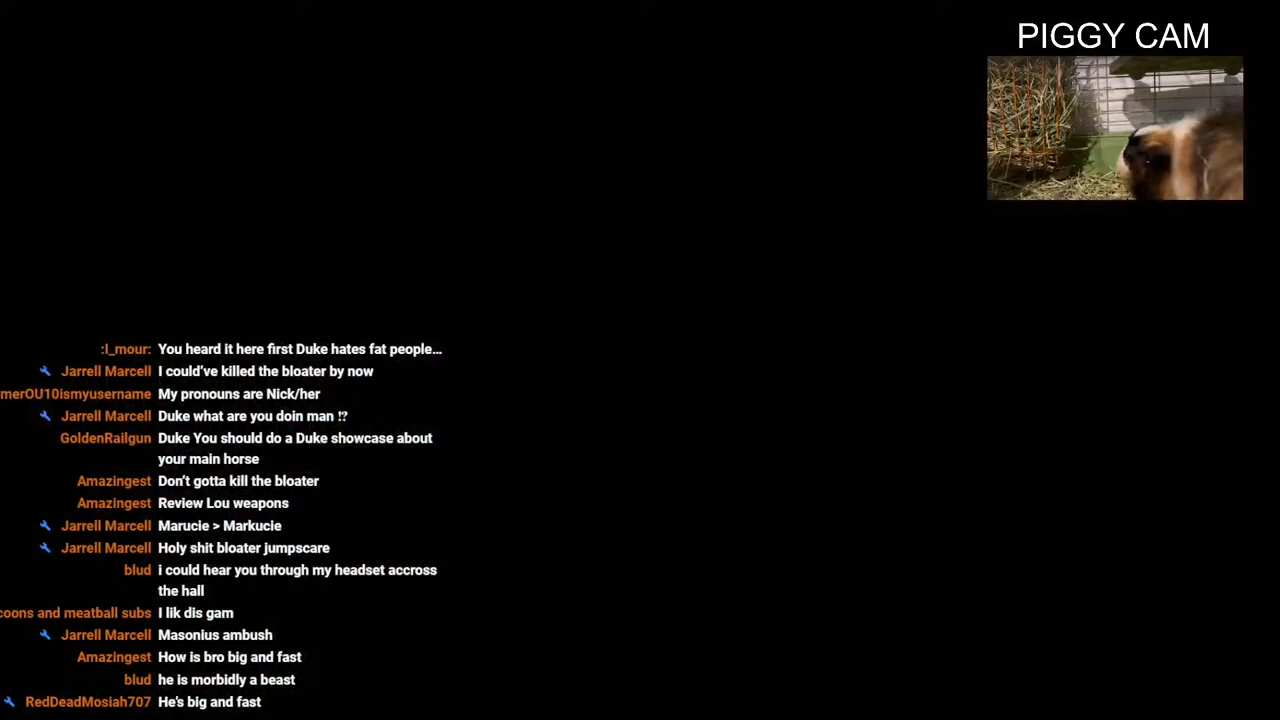 PIGGY CAM
:l_mour: You heard it here first Duke hates fat people…
Jarrell Marcell I could’ve killed the bloater by now
merOU10ismyusername My pronouns are Nick/her
Jarrell Marcell Duke what are you doin man !?
GoldenRailgun Duke You should do a Duke showcase about
your main horse
Amazingest Don’t gotta kill the bloater
Amazingest Review Lou weapons
Jarrell Marcell Marucie > Markucie
Jarrell Marcell Holy shit bloater jumpscare
blud i could hear you through my headset accross
the hall
coons and meatball subs I lik dis gam
Jarrell Marcell Masonius ambush
Amazingest How is bro big and fast
blud he is morbidly a beast
RedDeadMosiah707 He’s big and fast